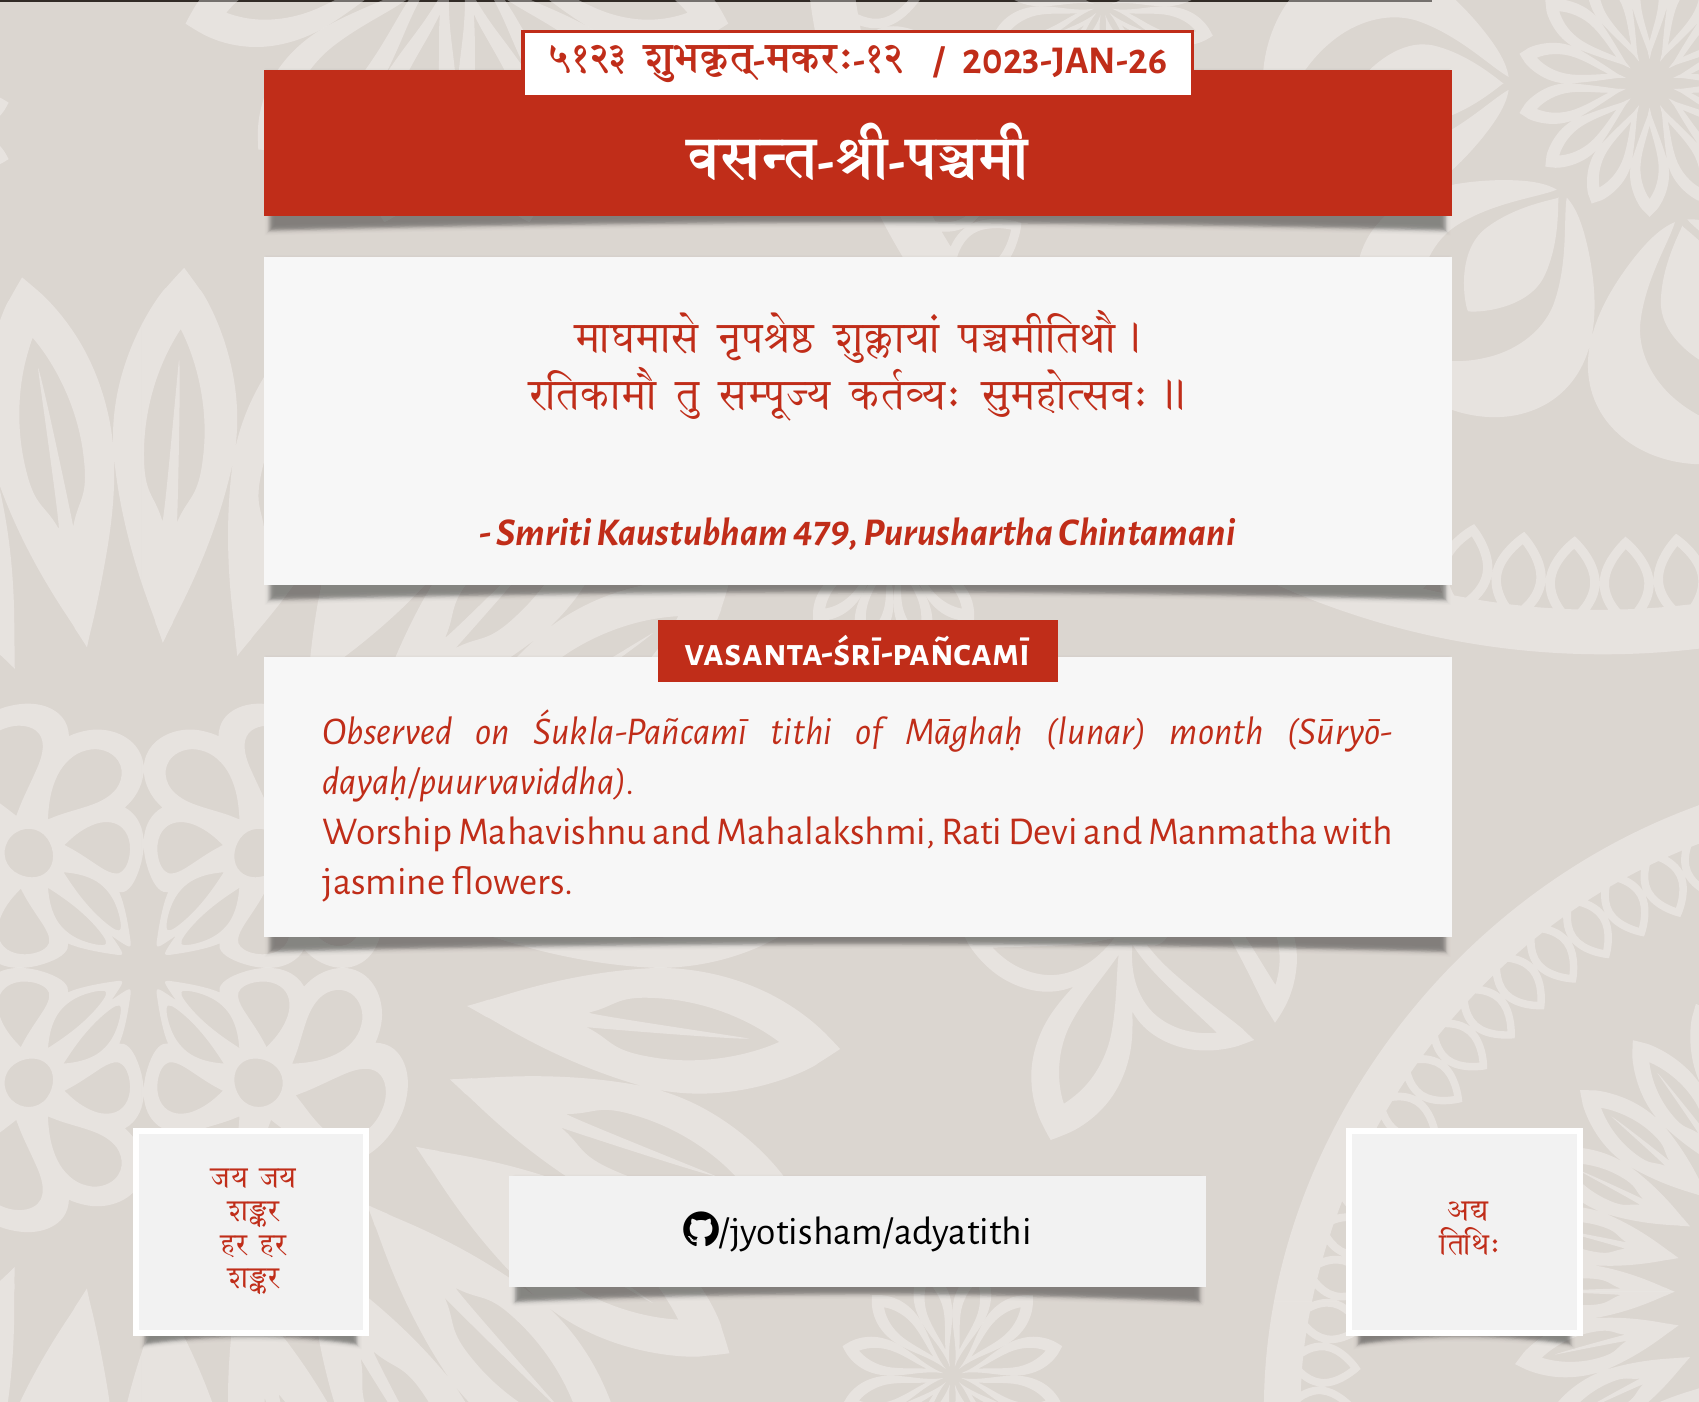 ५१२३ शुभकृत्-मकरः-१२ / 2023-JAN-26
वसन्त-श्री-पञ्चमी
माघमासे नृपश्रेष्ठ शुक्लायां पञ्चमीतिथौ ।
रतिकामौ तु सम्पूज्य कर्तव्यः सुमहोत्सवः ॥
- Smriti Kaustubham 479, Purushartha Chintamani
VASANTA-ŚRĪ-PAÑCAMĪ
Observed on Śukla-Pañcamī tithi of Māghaḥ (lunar) month (Sūryō-
dayaḥ/puurvaviddha).
Worship Mahavishnu and Mahalakshmi, Rati Devi and Manmatha with
jasmine flowers.
जय जय
शङ्कर
हर हर
शङ्कर
/jyotisham/adyatithi
अद्य
तिथिः